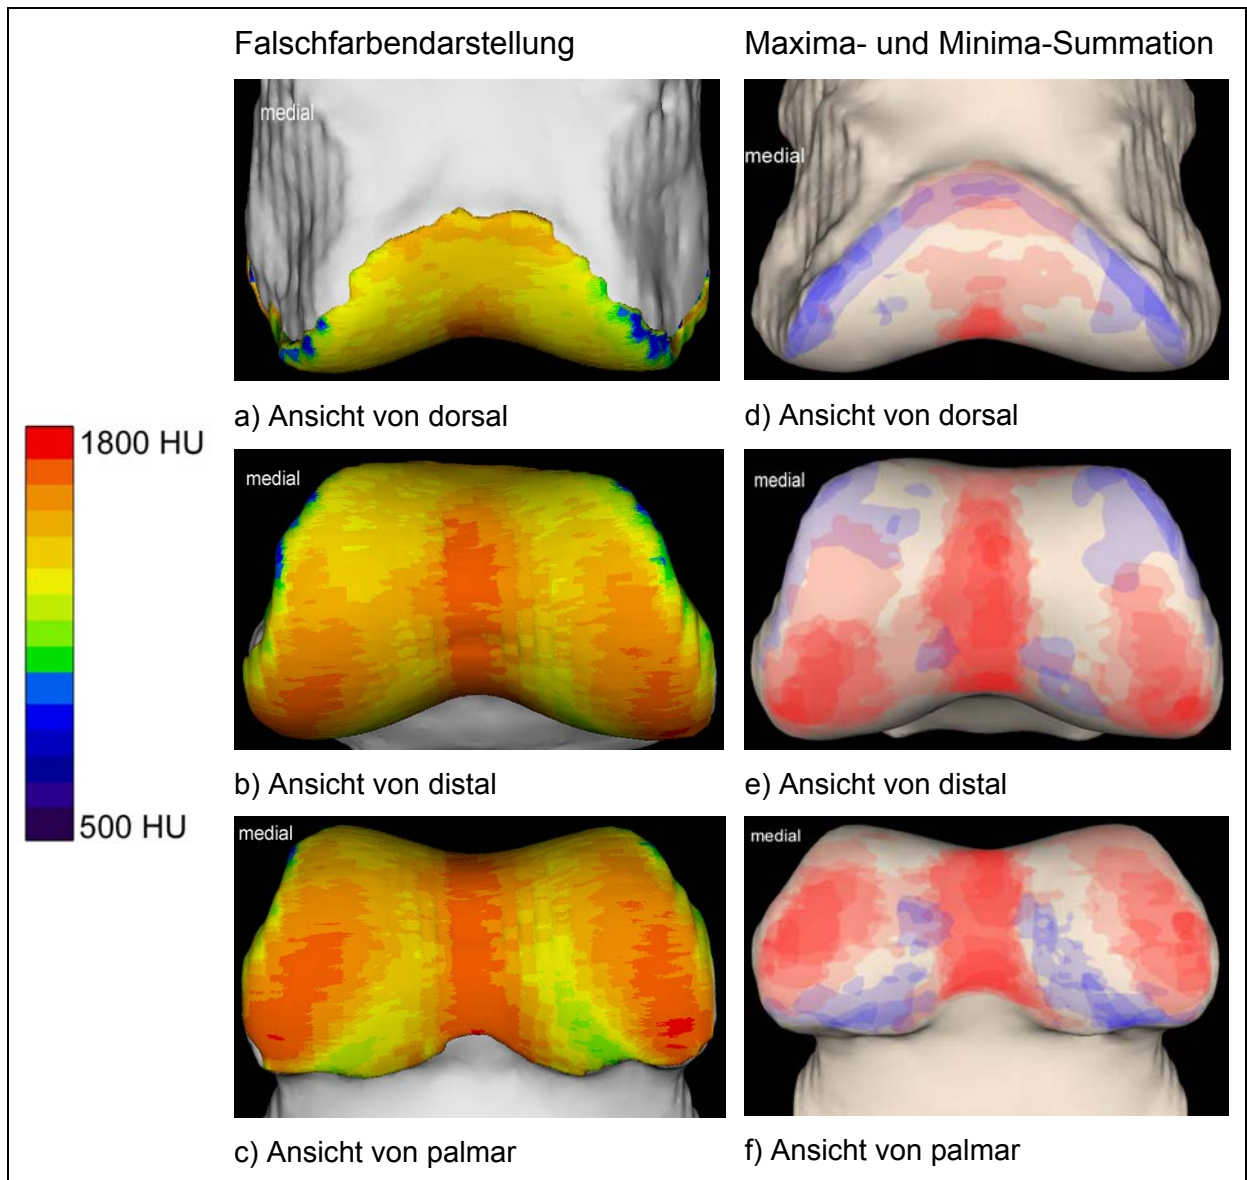 Falschfarbendarstellung
Maxima- und Minima-Summation
medial
medial
a) Ansicht von dorsal
d) Ansicht von dorsal
1800 HU
medial
medial
b) Ansicht von distal
e) Ansicht von distal
500 HU
medial
medial
c) Ansicht von palmar
f) Ansicht von palmar